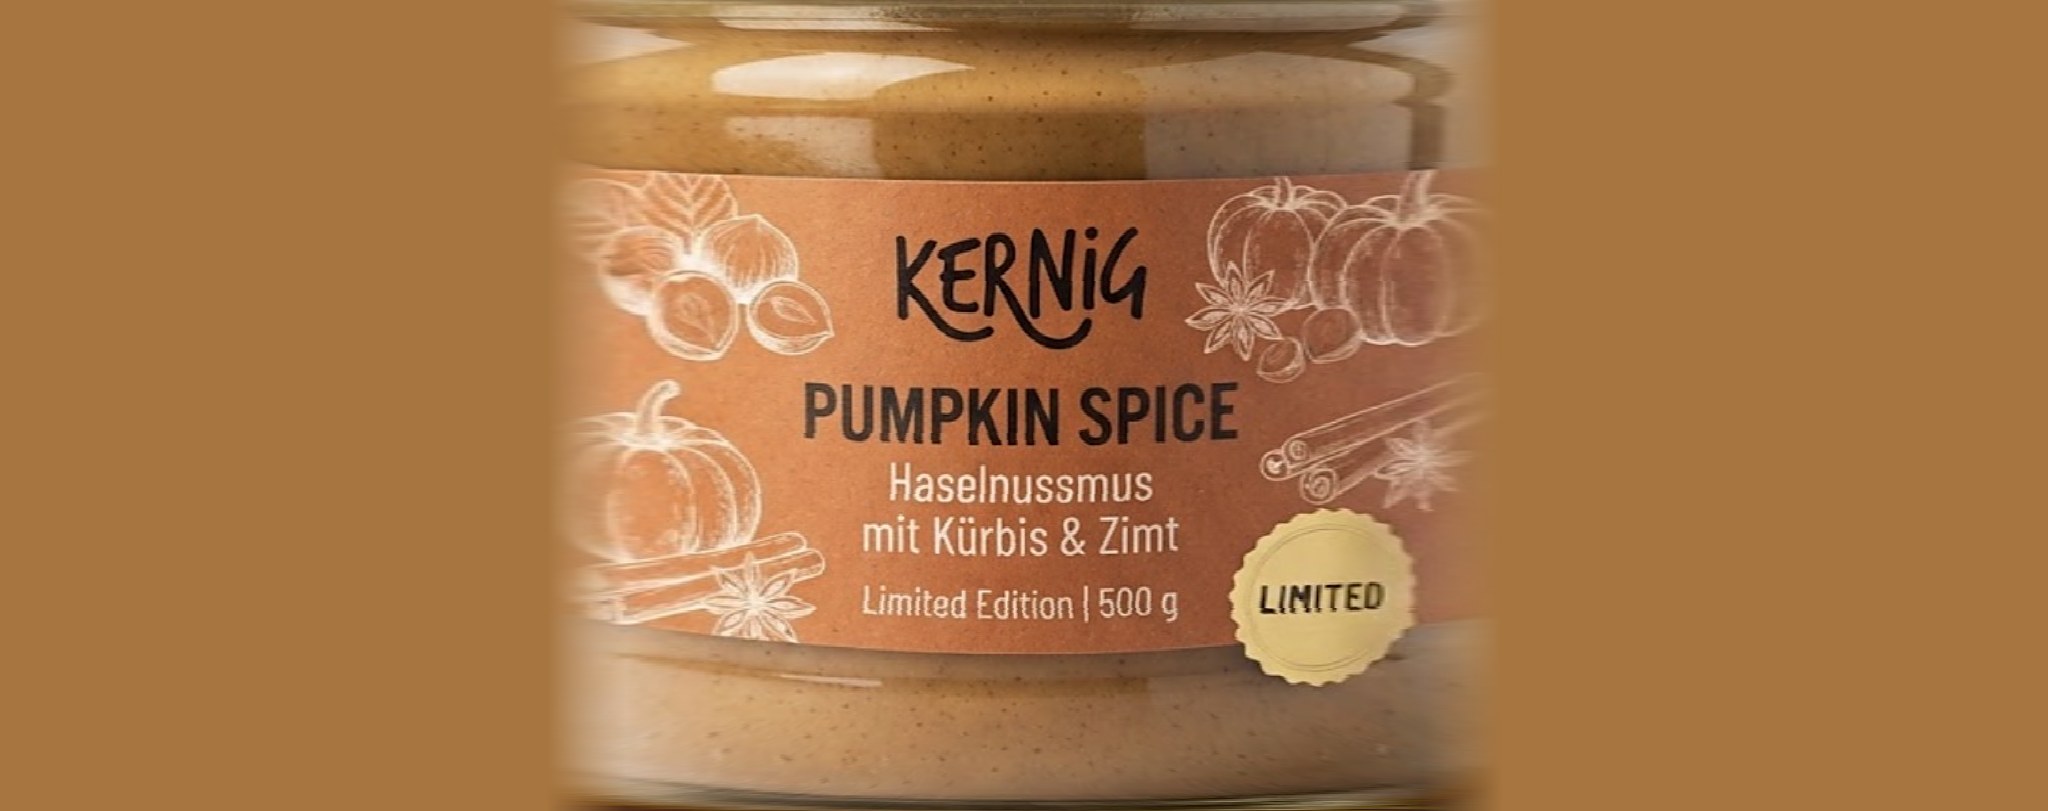 KERNiG
PUMPKIN SPICE
Haselnussmus
mit Kürbis & Zimt
Limited Edition | 500 g
LIMITED